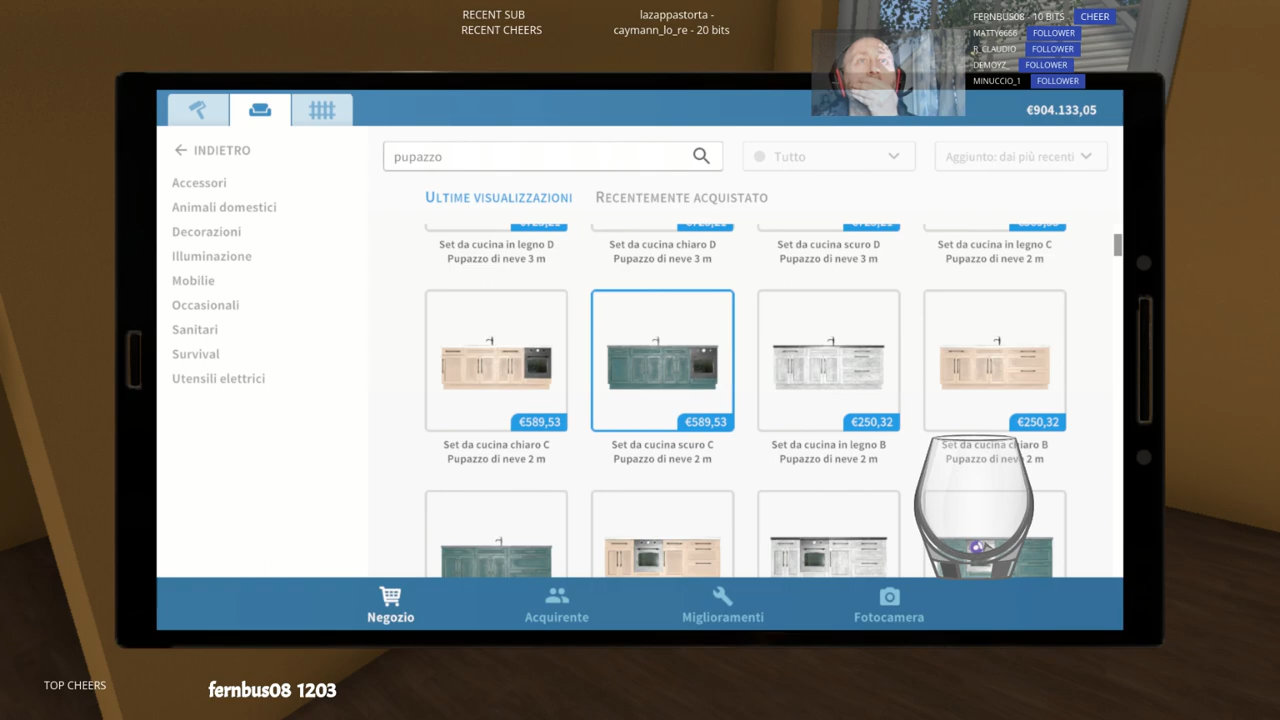 RECENT SUB
lazappastorta -
RECENT CHEERS
caymann_lo_re - 20 bits
FERNBUS08 - 10 BITS CHEER
MATTY6666 FOLLOWER
R_CLAUDIO FOLLOWER
DEMOYZ_ FOLLOWER
MINUCCIO_1 FOLLOWER
€904.133,05
INDIETRO
Accessori
Animali domestici
Decorazioni
Illuminazione
Mobilie
Occasionali
Sanitari
Survival
Utensili elettrici
pupazzo
Tutto
Aggiunto: dai più recenti
ULTIME VISUALIZZAZIONI
RECENTEMENTE ACQUISTATO
Set da cucina in legno D
Pupazzo di neve 3 m
Set da cucina chiaro D
Pupazzo di neve 3 m
Set da cucina scuro D
Pupazzo di neve 3 m
Set da cucina in legno C
Pupazzo di neve 2 m
€589,53
€589,53
€250,32
€250,32
Set da cucina chiaro C
Pupazzo di neve 2 m
Set da cucina scuro C
Pupazzo di neve 2 m
Set da cucina in legno B
Pupazzo di neve 2 m
Set da cucina chiaro B
Pupazzo di neve 2 m
Negozio
Acquirente
Miglioramenti
Fotocamera
TOP CHEERS
fernbus08 1203